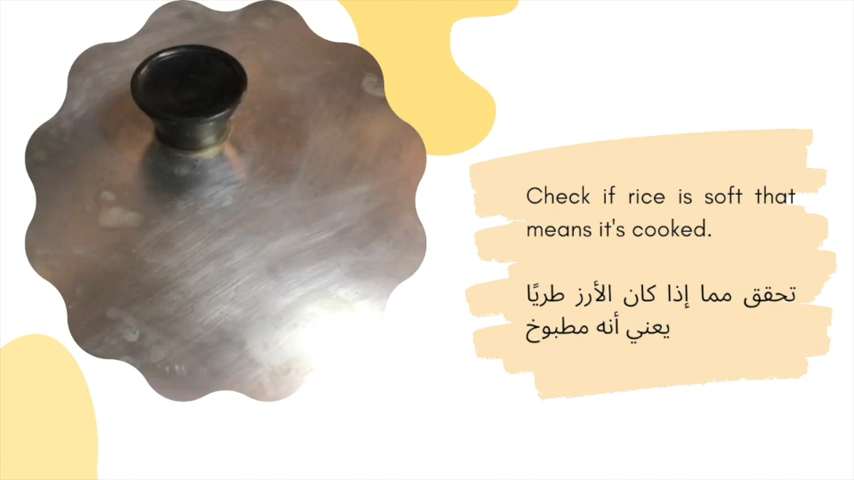 Check if rice is soft that
means it's cooked.
تحقق مما إذا كان الأرز طريًا
يعني أنه مطبوخ